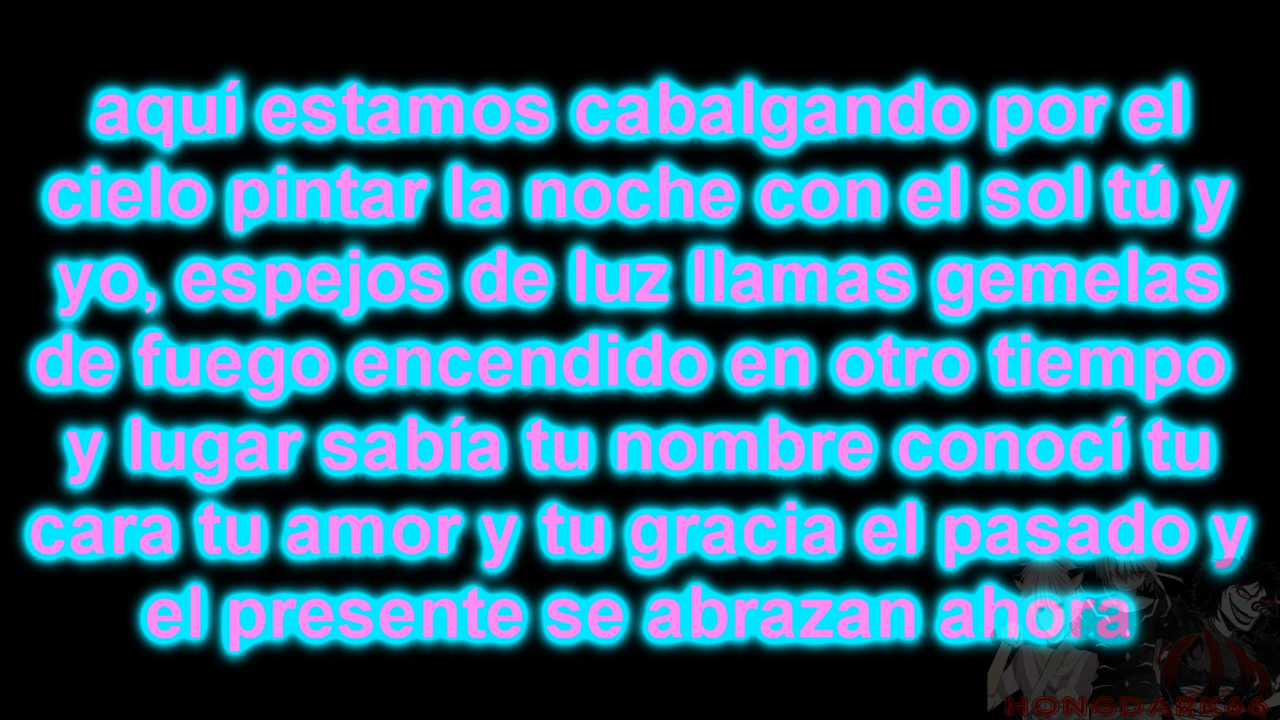 aquí estamos cabalgando por el
cielo pintar la noche con el sol tú y
yo, espejos de luz llamas gemelas
de fuego encendido en otro tiempo
y lugar sabía tu nombre conocí tu
cara tu amor y tu gracia el pasado y
el presente se abrazan ahora
HONGDARK66